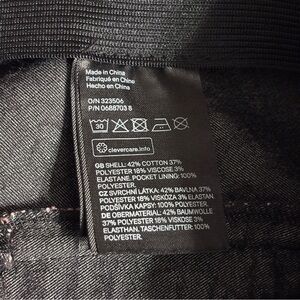 Made in China
Fabriqué en Chine
Hecho en China
O/N 323506
P/N 0688703 8
30
clevercare.info
GB SHELL: 42% COTTON 37%
POLYESTER 18% VISCOSE 3%
ELASTANE. POCKET LINING: 100%
POLYESTER.
CZ SVRCHNÍ LÁTKA: 42% BAVLNA 37%
POLYESTER 18% VISKÓZA 3% ELASTAN.
PODŠÍVKA KAPSY: 100% POLYESTER.
DE OBERMATERIAL: 42% BAUMWOLLE
37% POLYESTER 18% VISKOSE 3%
ELASTHAN. TASCHENFUTTER: 100%
POLYESTER.